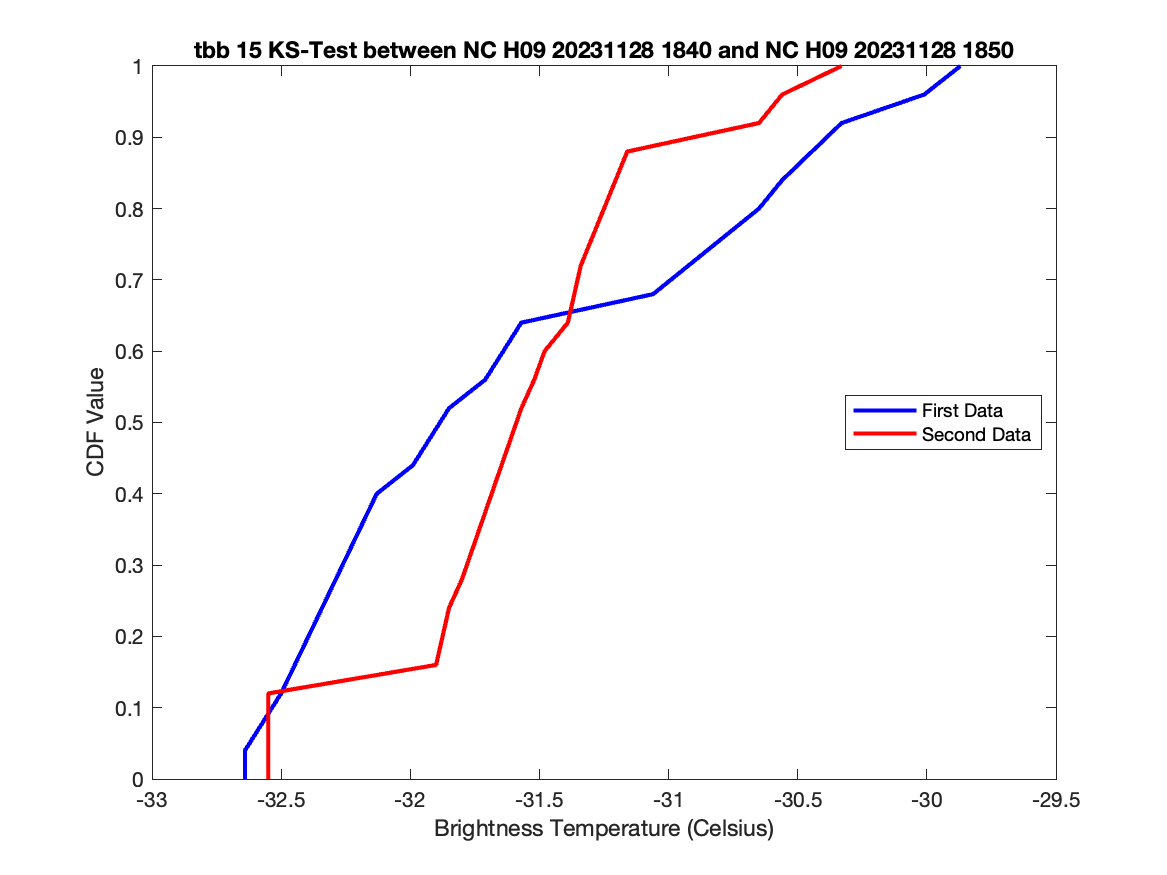 tbb 15 KS-Test between NC H09 20231128 1840 and NC H09 20231128 1850
1
0.9
0.8
0.7
0.6
0.5
0.4
0.3
0.2
0.1
0
CDF Value
First Data
Second Data
-33 -32.5 -32 -31.5 -31 -30.5 -30 -29.5
Brightness Temperature (Celsius)